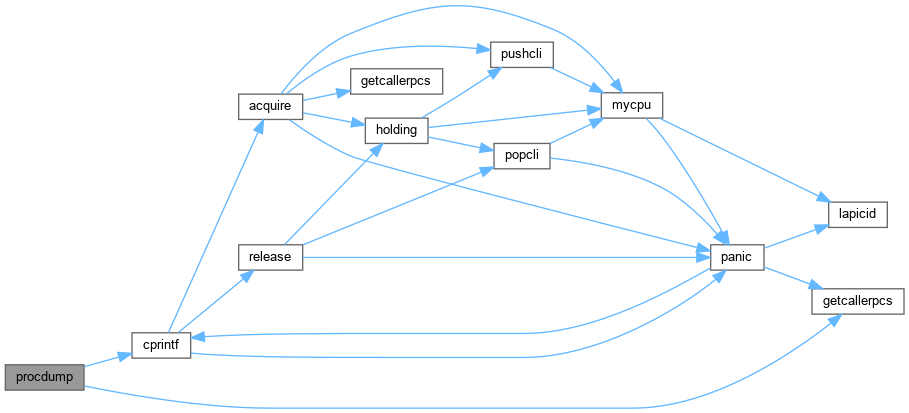 pushcli
getcallerpcs
acquire
mycpu
holding
popcli
lapicid
release
panic
getcallerpcs
cprintf
procdump